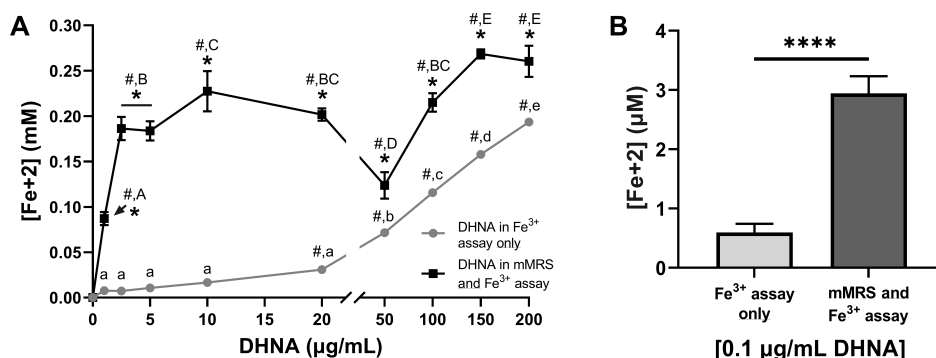 A
[Fe+2] (mM)
0.30
0.25
0.20
0.15
0.10
0.05
0.00
#,A
*
#,B
*
#,C
*
#,BC
*
#,D
*
#,BC
*
#,E
*
#,E
*
a
a
a
a
#,a
#,b
#,c
#,d
#,e
DHNA in Fe³⁺
assay only
DHNA in mMRS
and Fe³⁺ assay
0 5 10 15 20 50 100 150 200
DHNA (µg/mL)
B
[Fe+2] (µM)
4
3
2
1
0
****
Fe³⁺ assay
only
mMRS and
Fe³⁺ assay
[0.1 µg/mL DHNA]